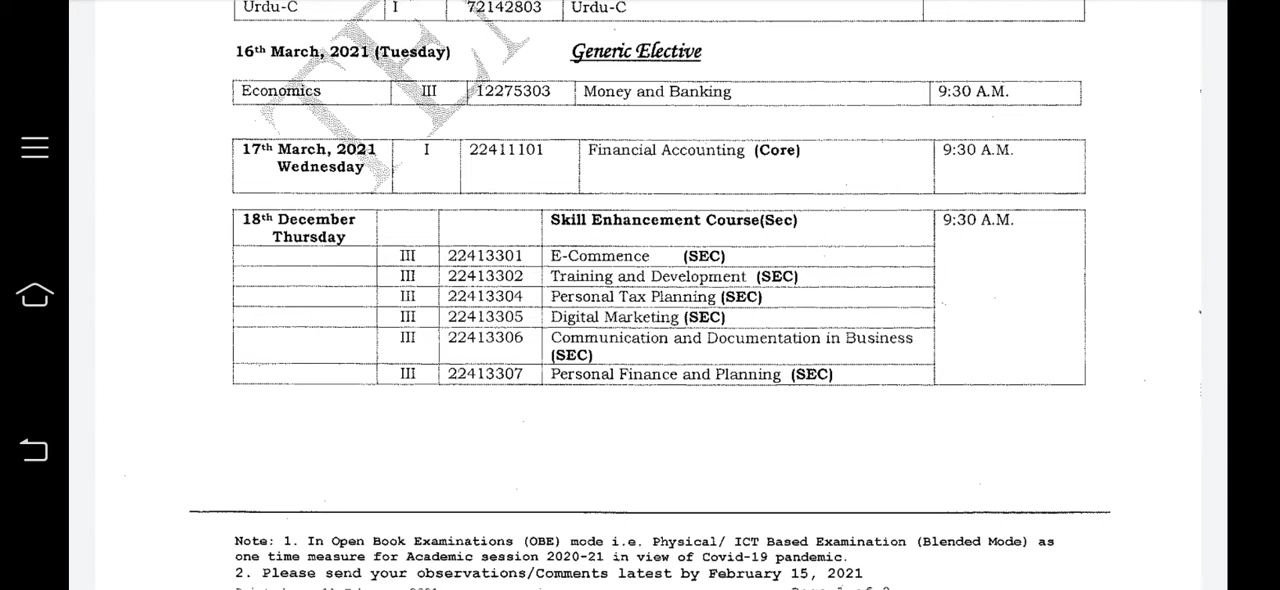 Urdu-C I 72142803 Urdu-C
16th March, 2021 (Tuesday) Generic Elective
Economics III 12275303 Money and Banking 9:30 A.M.
17th March, 2021 I 22411101 Financial Accounting (Core) 9:30 A.M.
Wednesday
18th December Skill Enhancement Course(Sec) 9:30 A.M.
Thursday
III 22413301 E-Commence (SEC)
III 22413302 Training and Development (SEC)
III 22413304 Personal Tax Planning (SEC)
III 22413305 Digital Marketing (SEC)
III 22413306 Communication and Documentation in Business
(SEC)
III 22413307 Personal Finance and Planning (SEC)
Note: 1. In Open Book Examinations (OBE) mode i.e. Physical/ ICT Based Examination (Blended Mode) as
one time measure for Academic session 2020-21 in view of Covid-19 pandemic.
2. Please send your observations/Comments latest by February 15, 2021